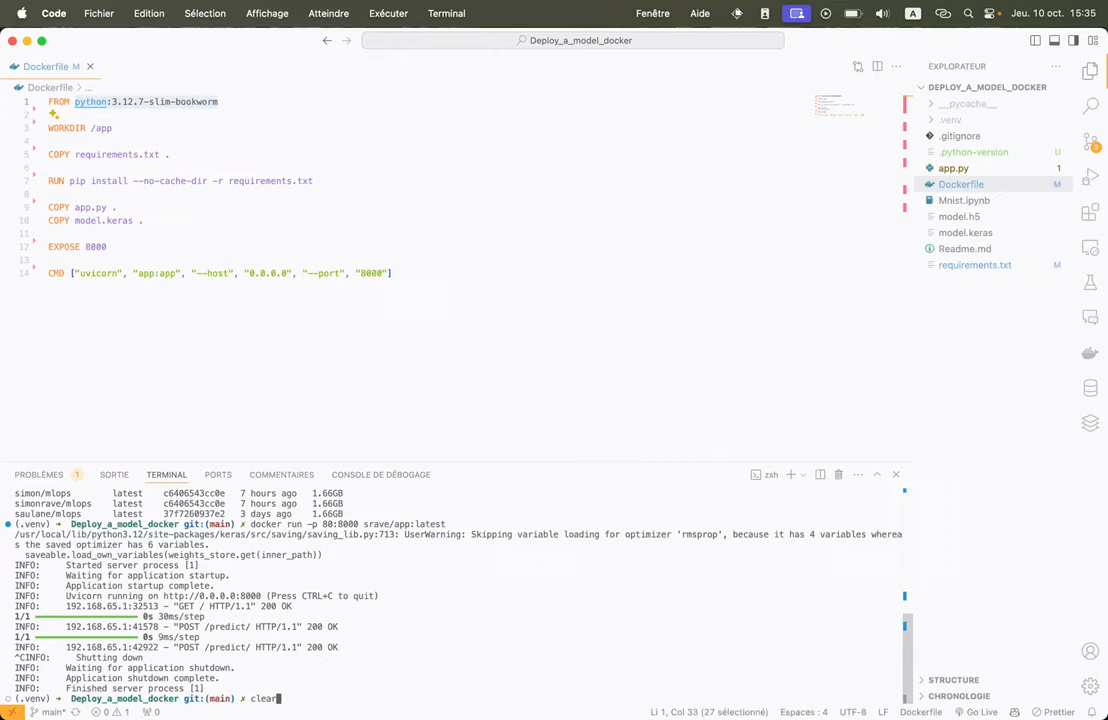 Code Fichier Edition Sélection Affichage Atteindre Exécuter Terminal Fenêtre Aide A Jeu. 10 oct. 15:35
Deploy_a_model_docker
Dockerfile M
Dockerfile > ...
1 FROM python:3.12.7-slim-bookworm
2
3 WORKDIR /app
4
5 COPY requirements.txt .
6
7 RUN pip install --no-cache-dir -r requirements.txt
8
9 COPY app.py .
10 COPY model.keras .
11
12 EXPOSE 8000
13
14 CMD ["uvicorn", "app:app", "--host", "0.0.0.0", "--port", "8000"]
EXPLORATEUR
DEPLOY_A_MODEL_DOCKER
__pycache__
.venv
.gitignore
.python-version U
app.py 1
Dockerfile M
Mnist.ipynb
model.h5
model.keras
Readme.md
requirements.txt M
3
STRUCTURE
CHRONOLOGIE
PROBLÈMES 1 SORTIE TERMINAL PORTS COMMENTAIRES CONSOLE DE DÉBOGAGE zsh
simon/mlops latest c6406543cc0e 7 hours ago 1.66GB
simonrave/mlops latest c6406543cc0e 7 hours ago 1.66GB
saulane/mlops latest 37f7260937e2 3 days ago 1.66GB
(.venv) → Deploy_a_model_docker git:(main) ✗ docker run -p 80:8000 srave/app:latest
/usr/local/lib/python3.12/site-packages/keras/src/saving/saving_lib.py:713: UserWarning: Skipping variable loading for optimizer 'rmsprop', because it has 4 variables wherea
s the saved optimizer has 6 variables.
saveable.load_own_variables(weights_store.get(inner_path))
INFO: Started server process [1]
INFO: Waiting for application startup.
INFO: Application startup complete.
INFO: Uvicorn running on http://0.0.0.0:8000 (Press CTRL+C to quit)
INFO: 192.168.65.1:32513 - "GET / HTTP/1.1" 200 OK
1/1 0s 30ms/step
INFO: 192.168.65.1:41578 - "POST /predict/ HTTP/1.1" 200 OK
1/1 0s 9ms/step
INFO: 192.168.65.1:42922 - "POST /predict/ HTTP/1.1" 200 OK
^CINFO: Shutting down
INFO: Waiting for application shutdown.
INFO: Application shutdown complete.
INFO: Finished server process [1]
(.venv) → Deploy_a_model_docker git:(main) ✗ clear
main* 0 1 0 Li 1, Col 33 (27 sélectionné) Espaces : 4 UTF-8 LF Dockerfile Go Live Prettier